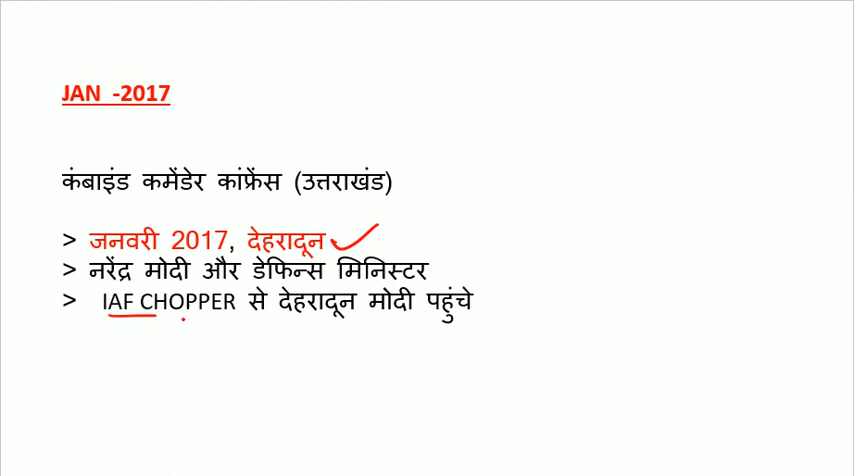 JAN -2017
कंबाइंड कमेंडेर कांफ्रेंस (उत्तराखंड)
> जनवरी 2017, देहरादून
> नरेंद्र मोदी और डेफिन्स मिनिस्टर
> IAF CHOPPER से देहरादून मोदी पहुंचे